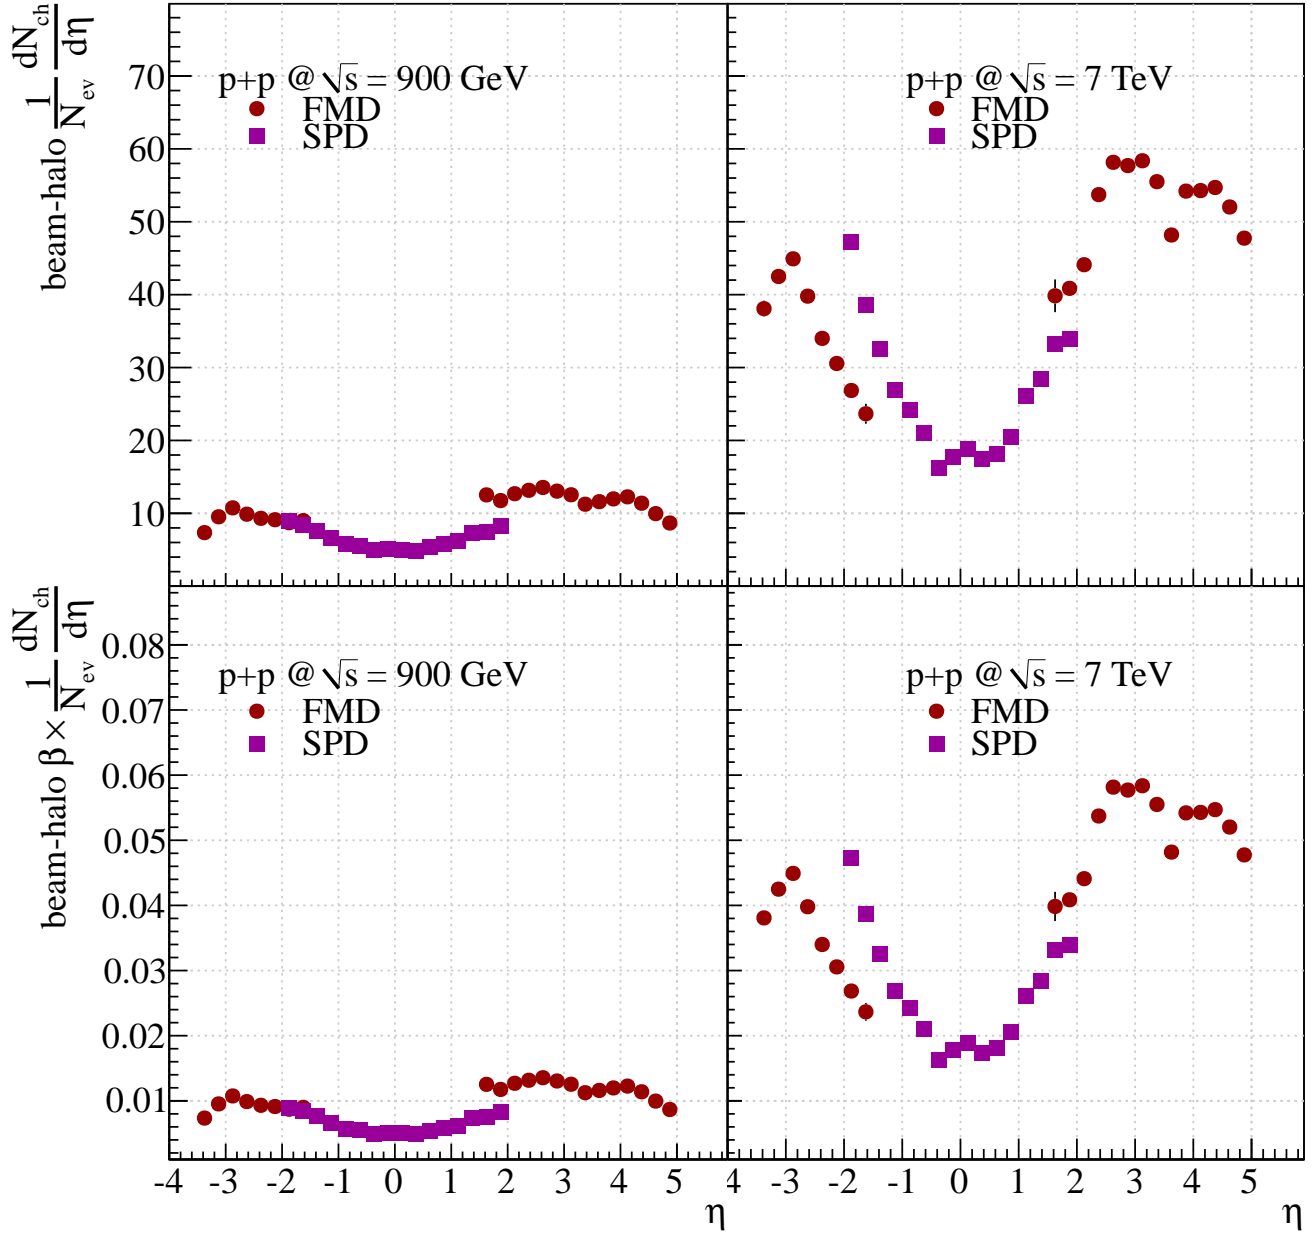 beam-halo 1/N_ev dN_ch/dη
70
60
50
40
30
20
10
p+p @ √s = 900 GeV
FMD
SPD
p+p @ √s = 7 TeV
FMD
SPD
beam-halo β × 1/N_ev dN_ch/dη
0.08
0.07
0.06
0.05
0.04
0.03
0.02
0.01
p+p @ √s = 900 GeV
FMD
SPD
p+p @ √s = 7 TeV
FMD
SPD
-4 -3 -2 -1 0 1 2 3 4 5
η
4 -3 -2 -1 0 1 2 3 4 5
η